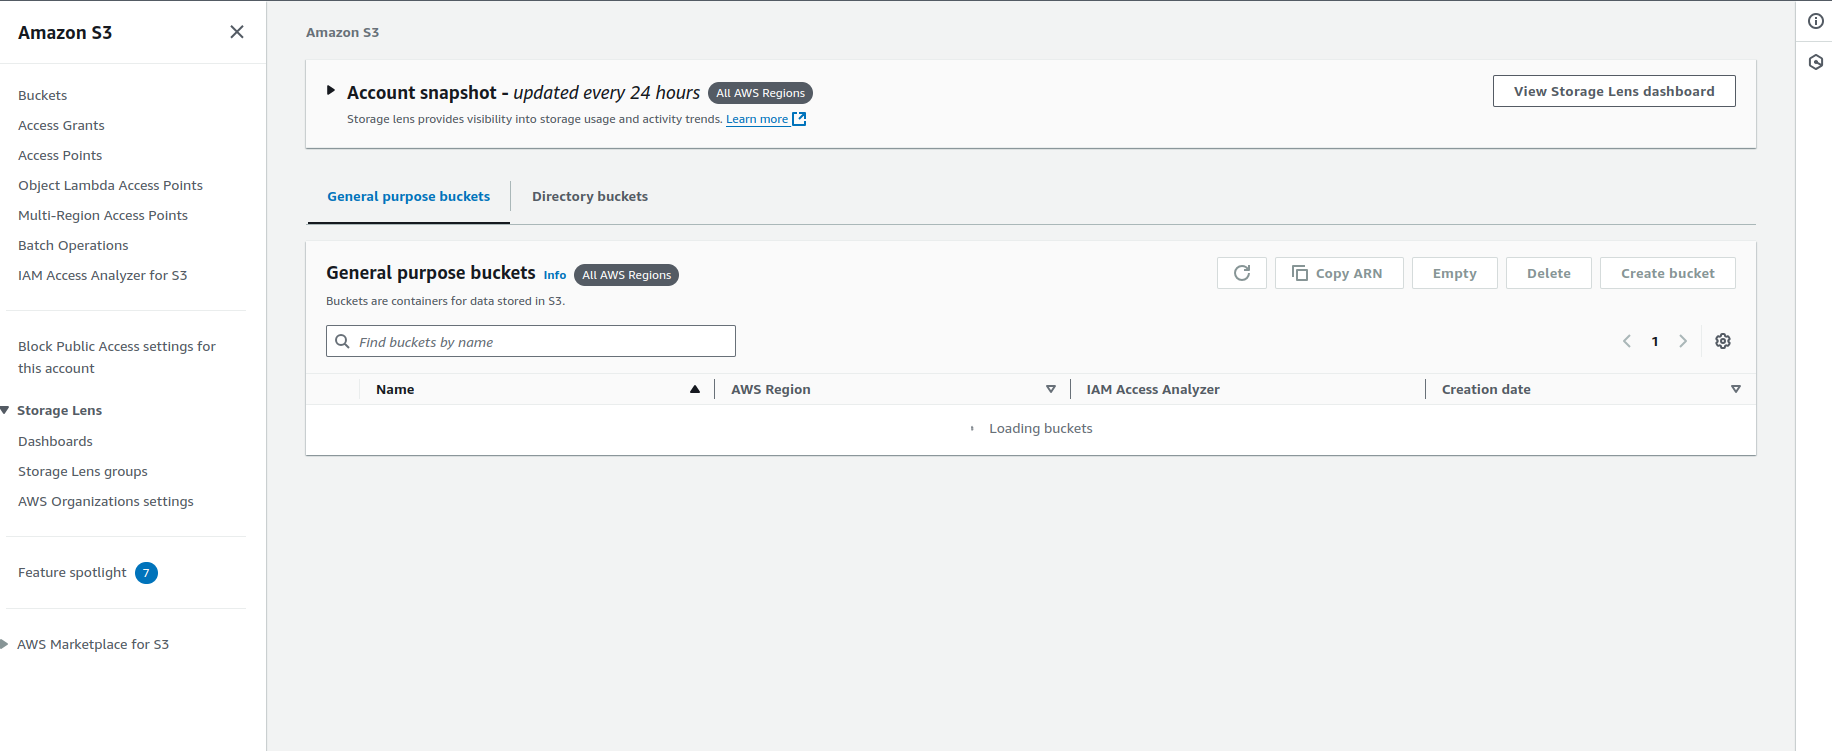 Amazon S3
Buckets
Access Grants
Access Points
Object Lambda Access Points
Multi-Region Access Points
Batch Operations
IAM Access Analyzer for S3
Block Public Access settings for
this account
Storage Lens
Dashboards
Storage Lens groups
AWS Organizations settings
Feature spotlight 7
AWS Marketplace for S3
Amazon S3
Account snapshot - updated every 24 hours All AWS Regions
View Storage Lens dashboard
Storage lens provides visibility into storage usage and activity trends. Learn more
General purpose buckets Directory buckets
General purpose buckets Info All AWS Regions
Copy ARN Empty Delete Create bucket
Buckets are containers for data stored in S3.
Find buckets by name
1
Name AWS Region IAM Access Analyzer Creation date
Loading buckets